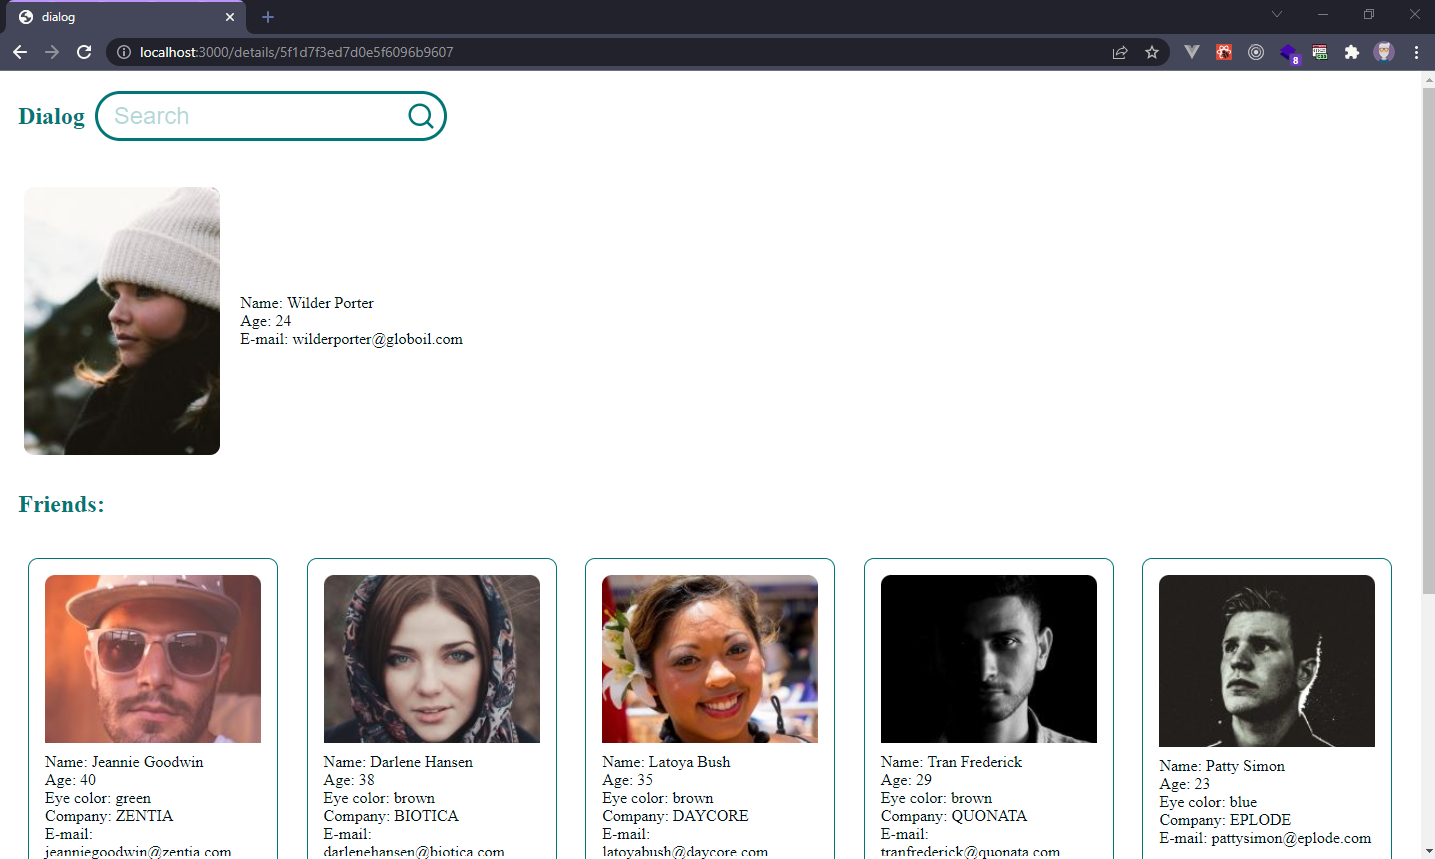 dialog
localhost:3000/details/5f1d7f3ed7d0e5f6096b9607
8
Dialog
Search
Name: Wilder Porter
Age: 24
E-mail: wilderporter@globoil.com
Friends:
Name: Jeannie Goodwin
Age: 40
Eye color: green
Company: ZENTIA
E-mail:
jeanniegoodwin@zentia.com
Name: Darlene Hansen
Age: 38
Eye color: brown
Company: BIOTICA
E-mail:
darlenehansen@biotica.com
Name: Latoya Bush
Age: 35
Eye color: brown
Company: DAYCORE
E-mail:
latoyabush@daycore.com
Name: Tran Frederick
Age: 29
Eye color: brown
Company: QUONATA
E-mail:
tranfrederick@quonata.com
Name: Patty Simon
Age: 23
Eye color: blue
Company: EPLODE
E-mail: pattysimon@eplode.com